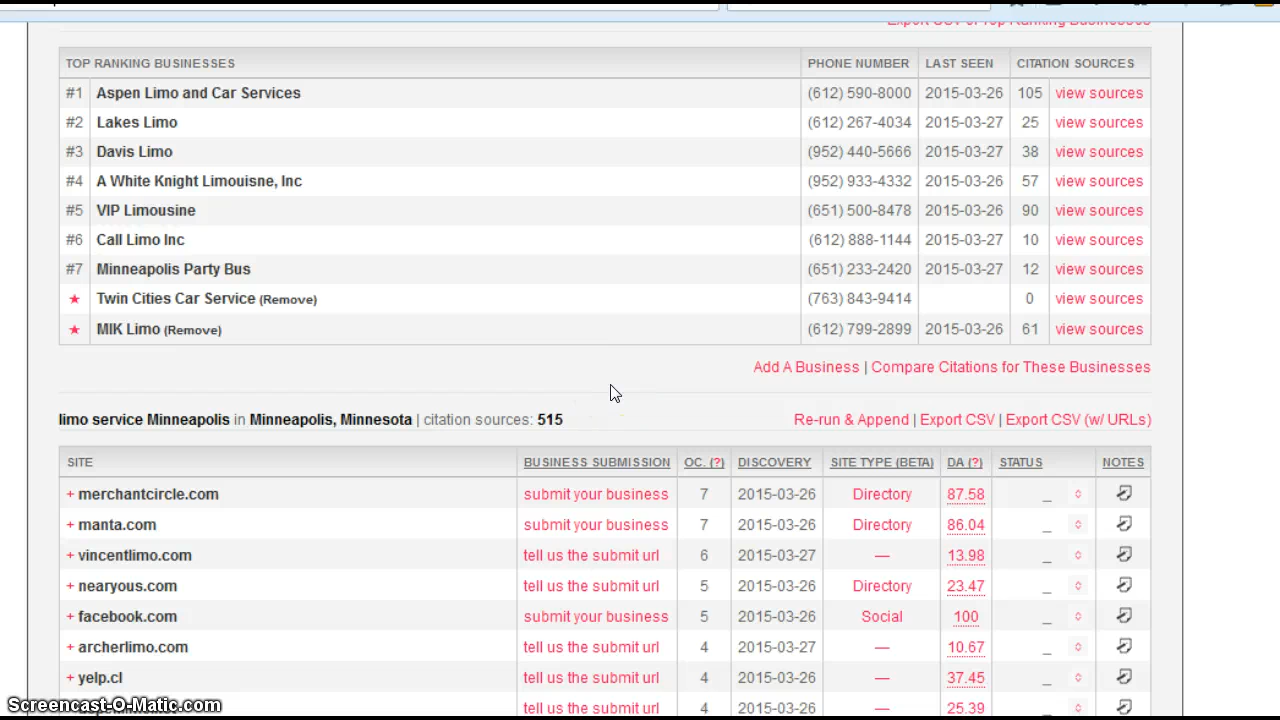 Export CSV of Top Ranking Businesses
TOP RANKING BUSINESSES PHONE NUMBER LAST SEEN CITATION SOURCES
#1 Aspen Limo and Car Services (612) 590-8000 2015-03-26 105 view sources
#2 Lakes Limo (612) 267-4034 2015-03-27 25 view sources
#3 Davis Limo (952) 440-5666 2015-03-27 38 view sources
#4 A White Knight Limouisne, Inc (952) 933-4332 2015-03-26 57 view sources
#5 VIP Limousine (651) 500-8478 2015-03-26 90 view sources
#6 Call Limo Inc (612) 888-1144 2015-03-27 10 view sources
#7 Minneapolis Party Bus (651) 233-2420 2015-03-27 12 view sources
★ Twin Cities Car Service (Remove) (763) 843-9414 0 view sources
★ MIK Limo (Remove) (612) 799-2899 2015-03-26 61 view sources
Add A Business | Compare Citations for These Businesses
limo service Minneapolis in Minneapolis, Minnesota | citation sources: 515 Re-run & Append | Export CSV | Export CSV (w/ URLs)
SITE BUSINESS SUBMISSION OC. (?) DISCOVERY SITE TYPE (BETA) DA (?) STATUS NOTES
+ merchantcircle.com submit your business 7 2015-03-26 Directory 87.58 _
+ manta.com submit your business 7 2015-03-26 Directory 86.04 _
+ vincentlimo.com tell us the submit url 6 2015-03-27 — 13.98 _
+ nearyous.com tell us the submit url 5 2015-03-26 Directory 23.47 _
+ facebook.com submit your business 5 2015-03-26 Social 100 _
+ archerlimo.com tell us the submit url 4 2015-03-27 — 10.67 _
+ yelp.cl tell us the submit url 4 2015-03-26 — 37.45 _
tell us the submit url 4 2015-03-26 — 25.39 _
Screencast-O-Matic.com